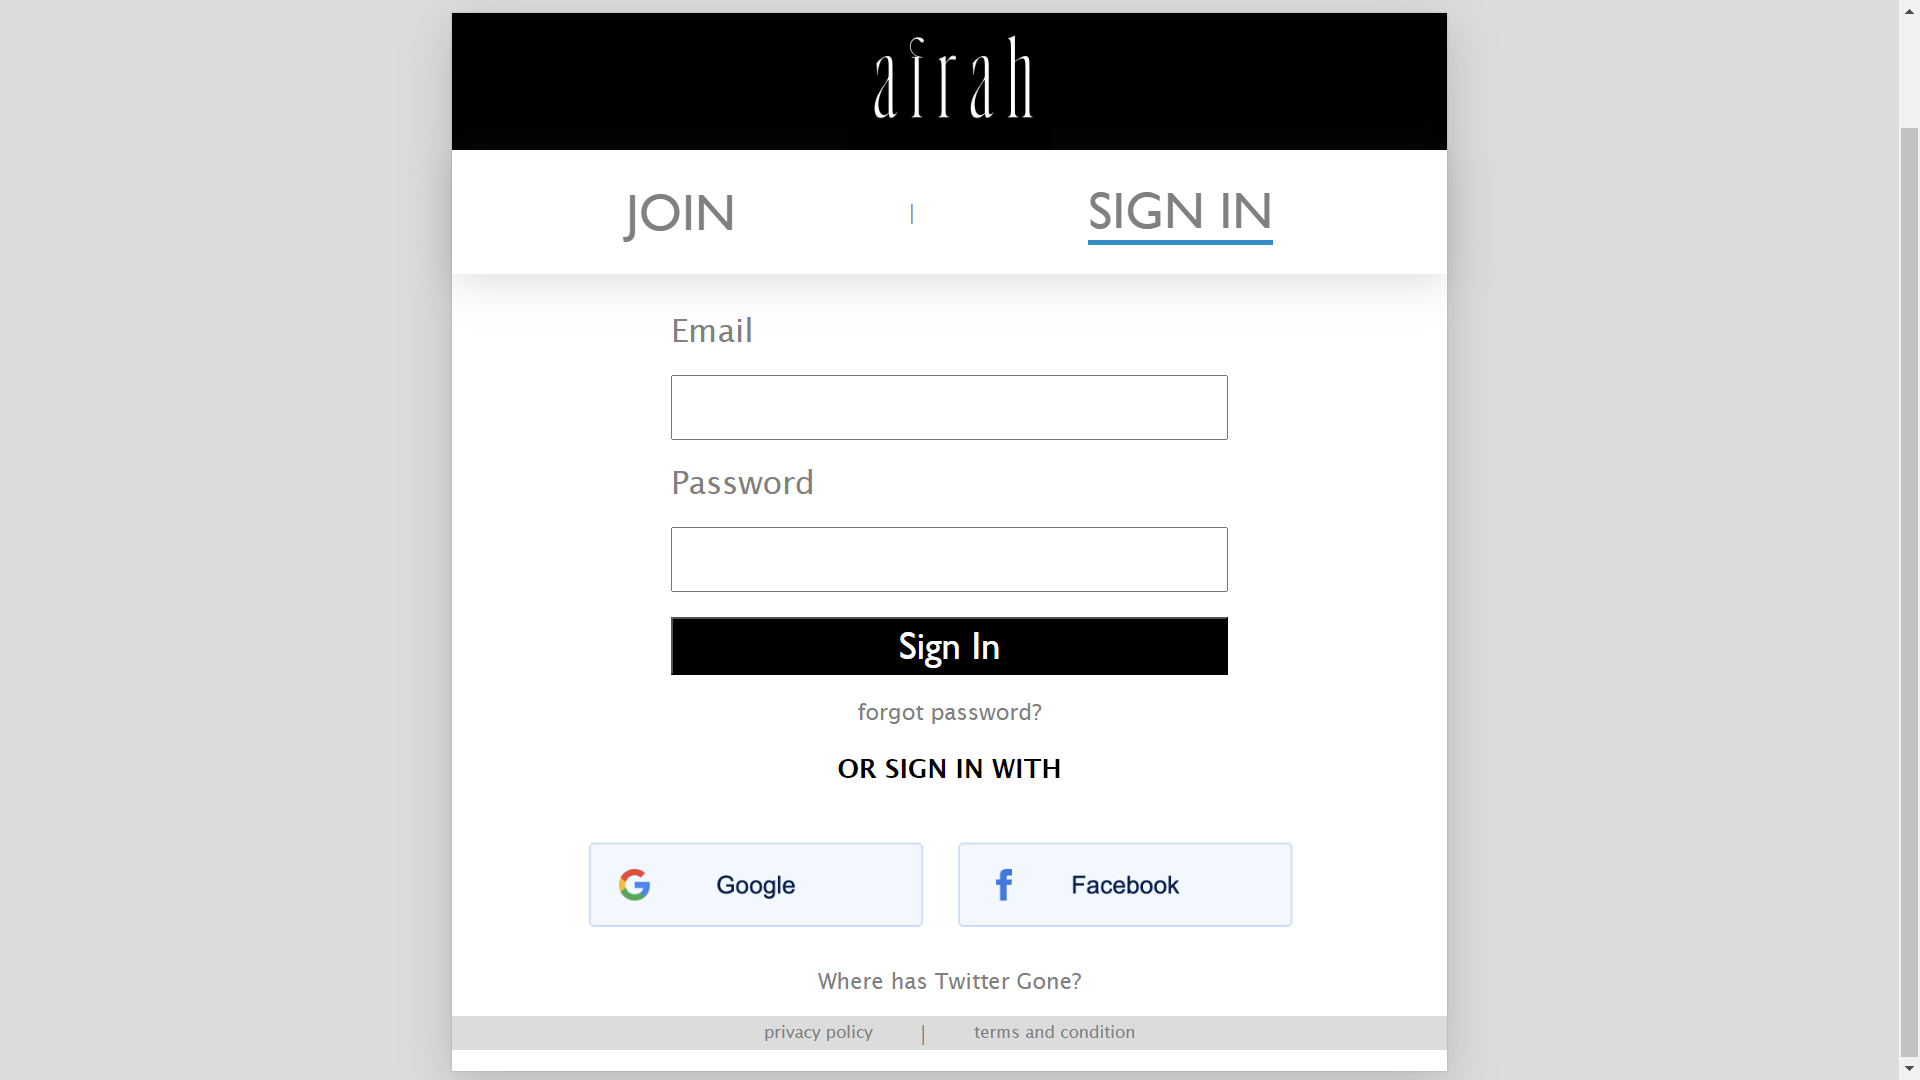 afrah
JOIN | SIGN IN
Email
Password
Sign In
forgot password?
OR SIGN IN WITH
Google Facebook
Where has Twitter Gone?
privacy policy | terms and condition